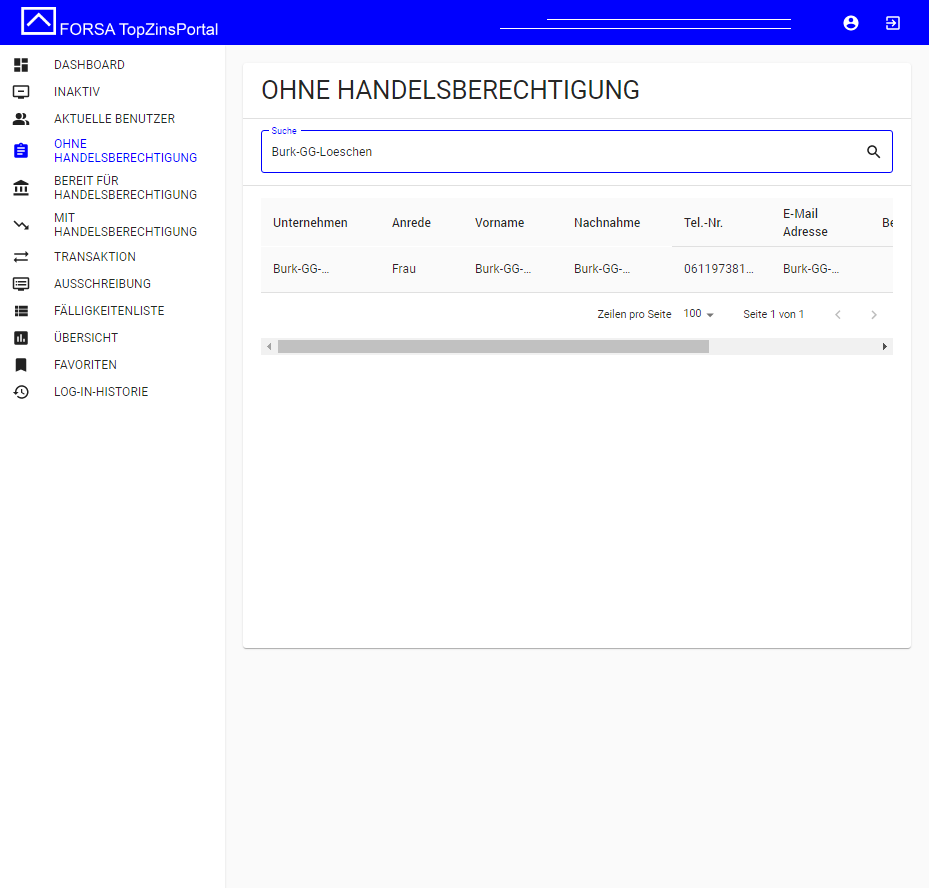 FORSA TopZinsPortal
DASHBOARD
INAKTIV
AKTUELLE BENUTZER
OHNE
HANDELSBERECHTIGUNG
BEREIT FÜR
HANDELSBERECHTIGUNG
MIT
HANDELSBERECHTIGUNG
TRANSAKTION
AUSSCHREIBUNG
FÄLLIGKEITENLISTE
ÜBERSICHT
FAVORITEN
LOG-IN-HISTORIE
OHNE HANDELSBERECHTIGUNG
Suche
Burk-GG-Loeschen
Unternehmen Anrede Vorname Nachnahme Tel.-Nr. E-Mail Adresse Be
Burk-GG-... Frau Burk-GG-... Burk-GG-... 061197381... Burk-GG-...
Zeilen pro Seite 100 Seite 1 von 1